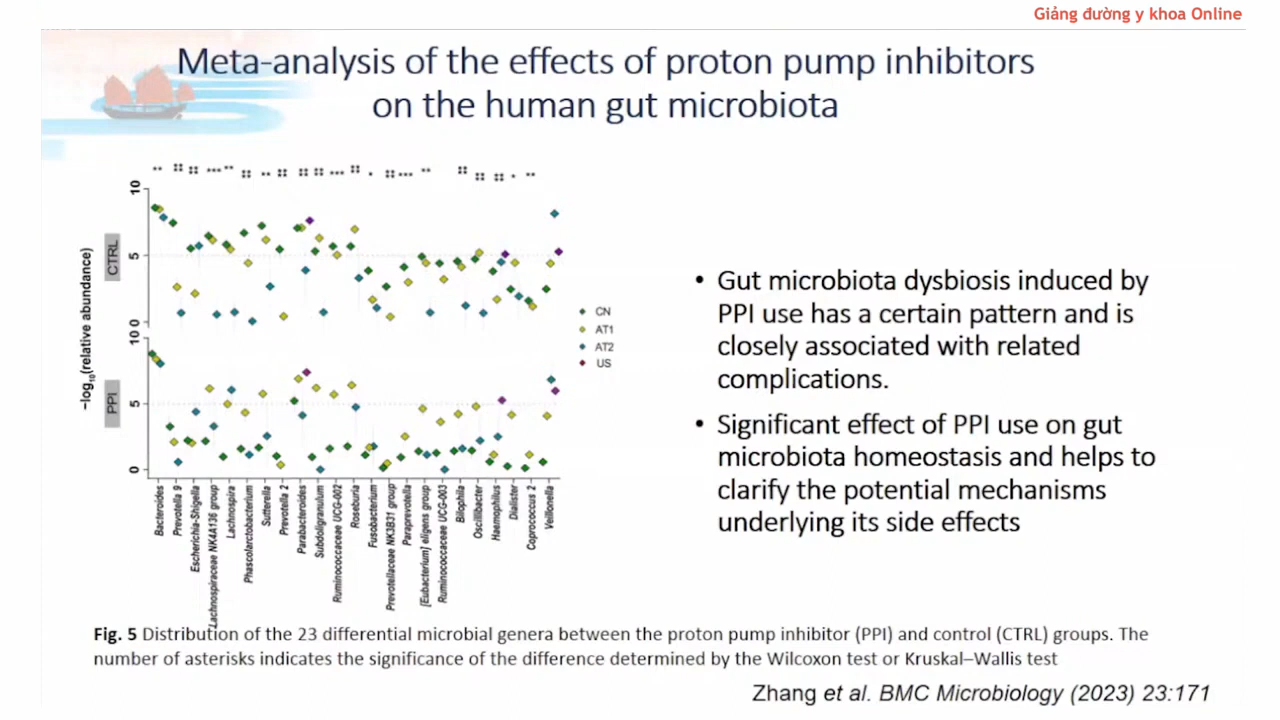 Giảng đường y khoa Online
Meta-analysis of the effects of proton pump inhibitors
on the human gut microbiota
10
5
0
CTRL
10
5
0
PPI
−log10(relative abundance)
CN
AT1
AT2
US
Bacteroides
Prevotella 9
Escherichia-Shigella
Lachnospiraceae NK4A136 group
Lachnospira
Phascolarctobacterium
Sutterella
Prevotella 2
Parabacteroides
Subdoligranulum
Ruminococcaceae UCG-002
Roseburia
Fusobacterium
Prevotellaceae NK3B31 group
Paraprevotella
[Eubacterium] eligens group
Ruminococcaceae UCG-003
Bilophila
Oscillibacter
Haemophilus
Dialister
Coprococcus 2
Veillonella
• Gut microbiota dysbiosis induced by
PPI use has a certain pattern and is
closely associated with related
complications.
• Significant effect of PPI use on gut
microbiota homeostasis and helps to
clarify the potential mechanisms
underlying its side effects
Fig. 5 Distribution of the 23 differential microbial genera between the proton pump inhibitor (PPI) and control (CTRL) groups. The
number of asterisks indicates the significance of the difference determined by the Wilcoxon test or Kruskal–Wallis test
Zhang et al. BMC Microbiology (2023) 23:171